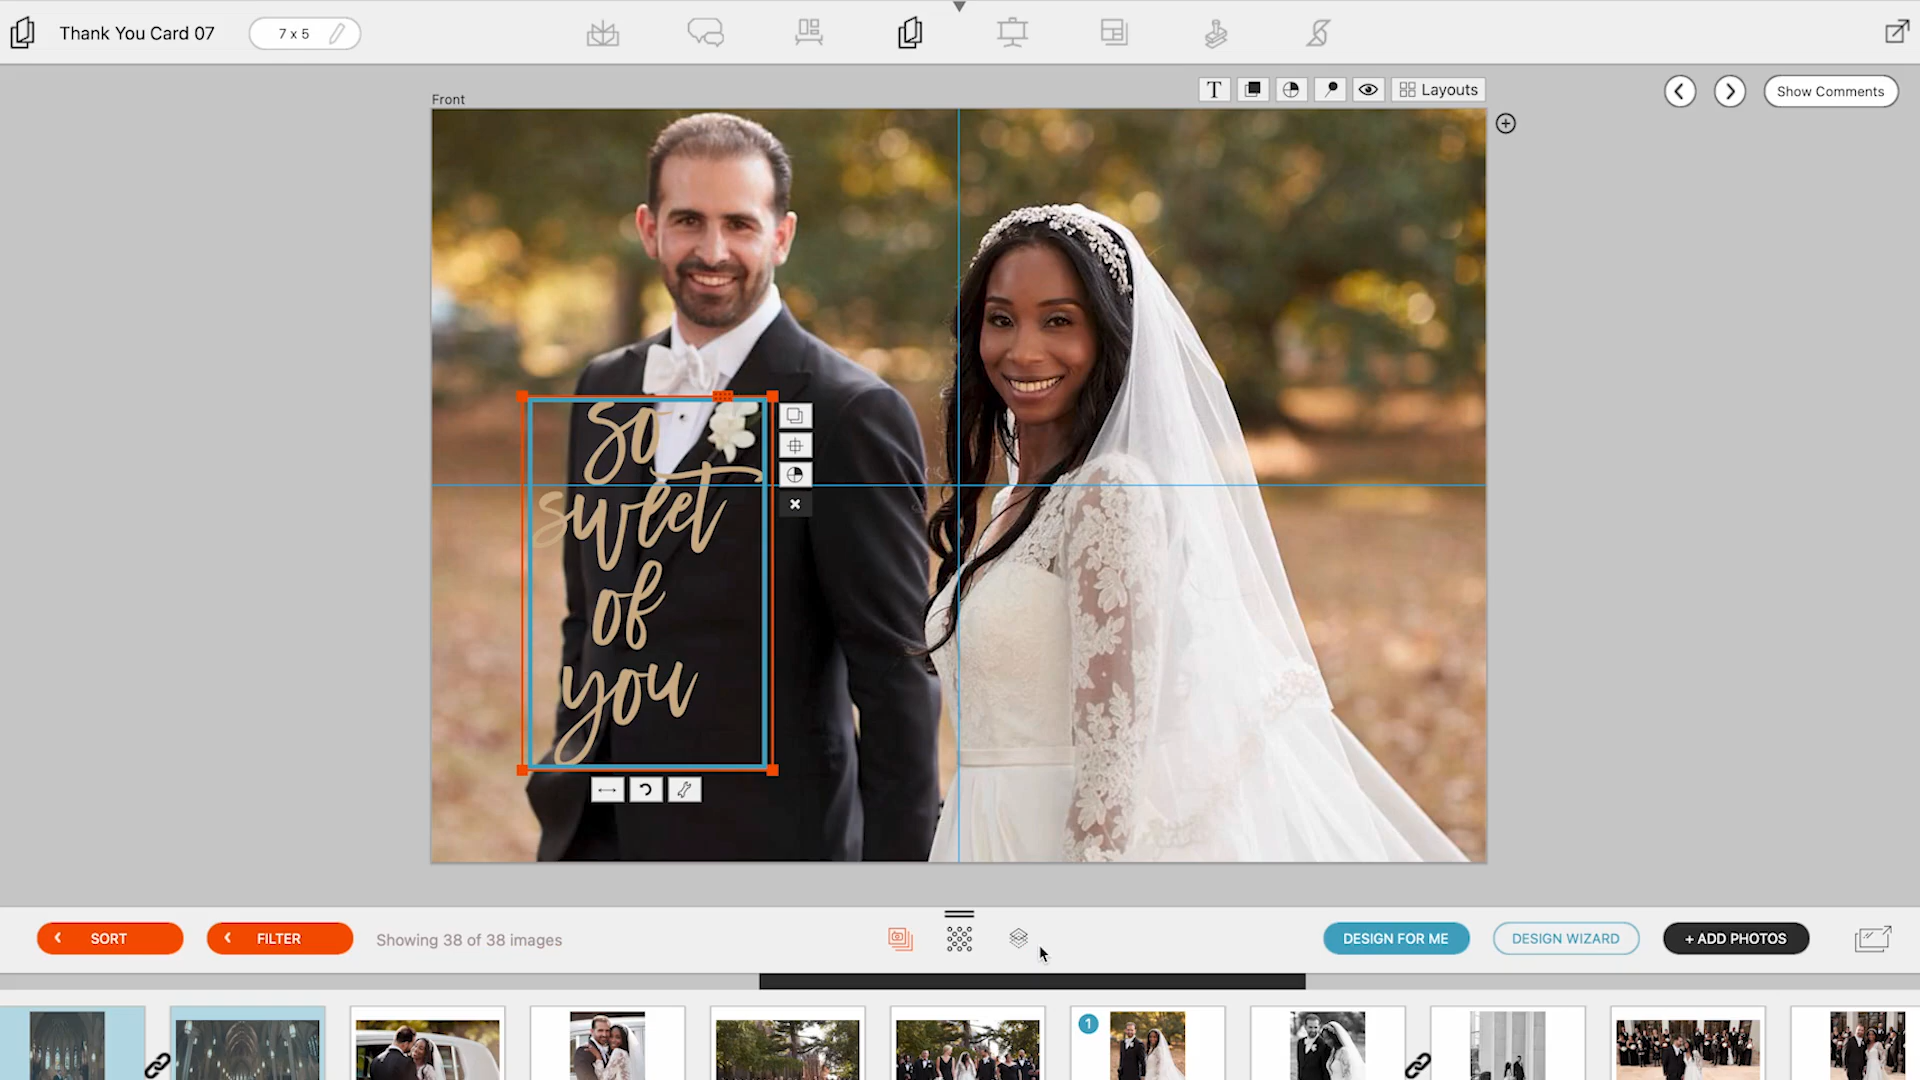 Thank You Card 07
7 x 5
Front
T
Layouts
Show Comments
so
sweet
of
you
SORT
FILTER
Showing 38 of 38 images
DESIGN FOR ME
DESIGN WIZARD
+ ADD PHOTOS
1